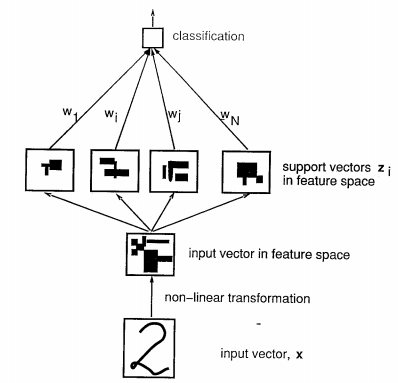 classification
w1 wi wj wN
support vectors zi
in feature space
input vector in feature space
non-linear transformation
2
input vector, x